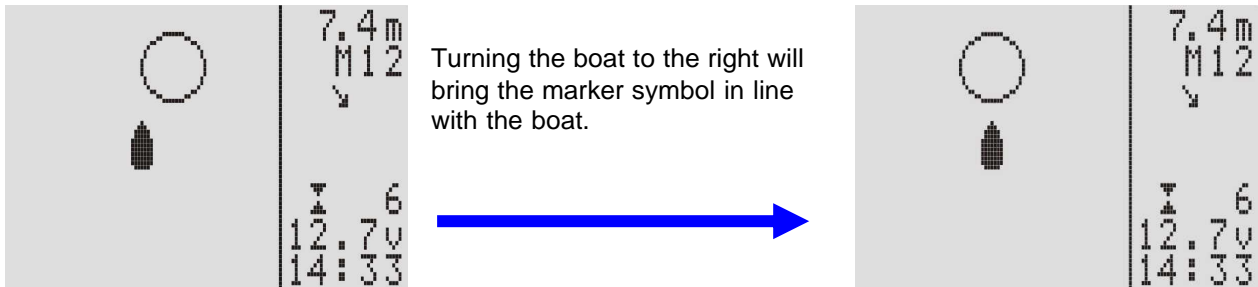 7.4m
M12
6
12.7v
14:33
Turning the boat to the right will
bring the marker symbol in line
with the boat.
7.4m
M12
6
12.7v
14:33